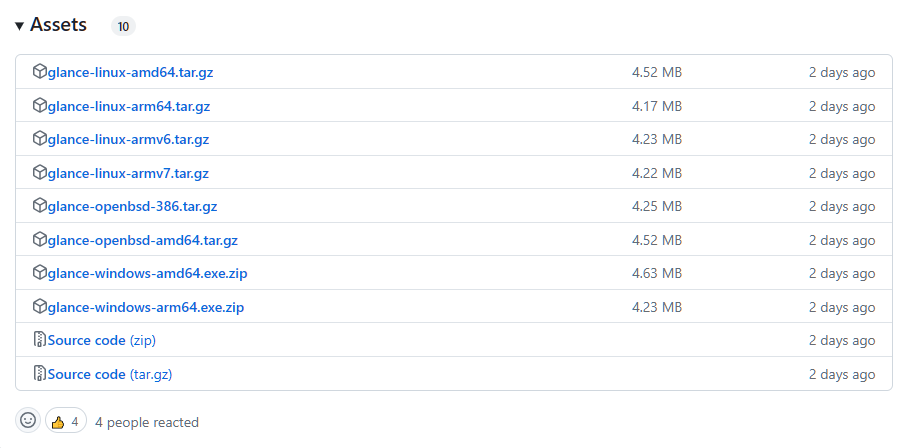 Assets 10
glance-linux-amd64.tar.gz 4.52 MB 2 days ago
glance-linux-arm64.tar.gz 4.17 MB 2 days ago
glance-linux-armv6.tar.gz 4.23 MB 2 days ago
glance-linux-armv7.tar.gz 4.22 MB 2 days ago
glance-openbsd-386.tar.gz 4.25 MB 2 days ago
glance-openbsd-amd64.tar.gz 4.52 MB 2 days ago
glance-windows-amd64.exe.zip 4.63 MB 2 days ago
glance-windows-arm64.exe.zip 4.23 MB 2 days ago
Source code (zip) 2 days ago
Source code (tar.gz) 2 days ago
4 4 people reacted